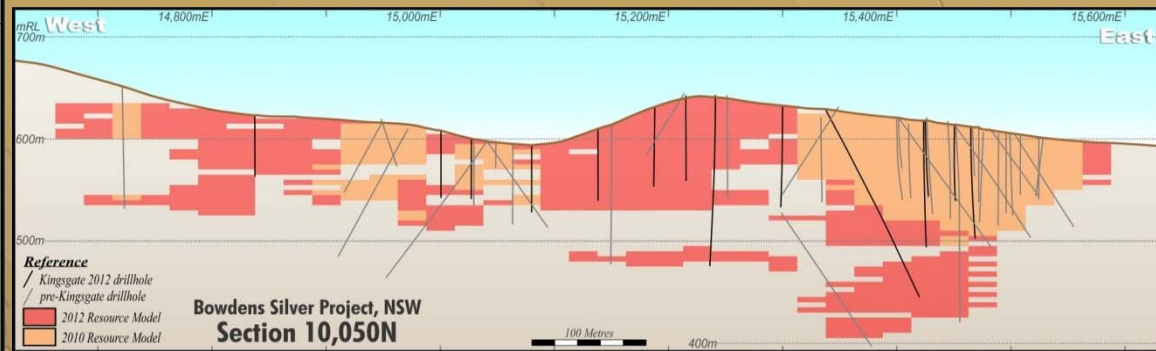 14,800mE 15,000mE 15,200mE 15,400mE 15,600mE
mRL West East
700m
600m
500m
400m
Reference
Kingsgate 2012 drillhole
pre-Kingsgate drillhole
2012 Resource Model
2010 Resource Model
Bowdens Silver Project, NSW
Section 10,050N
100 Metres